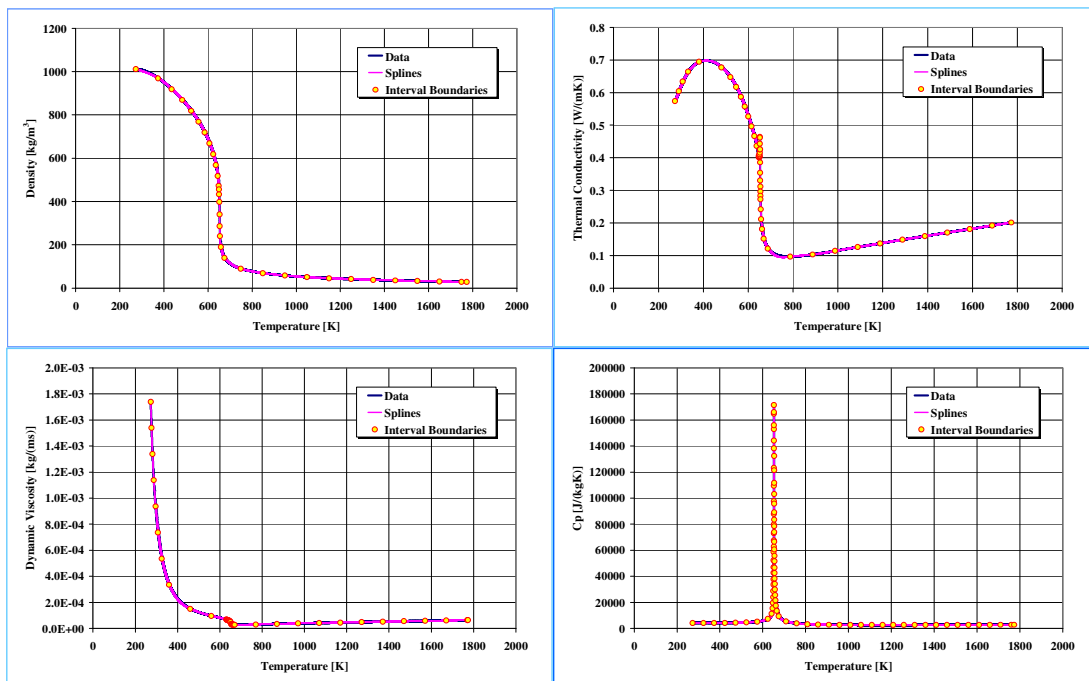 1200
1000
800
600
400
200
0
Density [kg/m³]
Data
Splines
Interval Boundaries
0 200 400 600 800 1000 1200 1400 1600 1800 2000
Temperature [K]
0.8
0.7
0.6
0.5
0.4
0.3
0.2
0.1
0.0
Thermal Conductivity [W/(mK)]
Data
Splines
Interval Boundaries
0 200 400 600 800 1000 1200 1400 1600 1800 2000
Temperature [K]
2.0E-03
1.8E-03
1.6E-03
1.4E-03
1.2E-03
1.0E-03
8.0E-04
6.0E-04
4.0E-04
2.0E-04
0.0E+00
Dynamic Viscosity [kg/(ms)]
Data
Splines
Interval Boundaries
0 200 400 600 800 1000 1200 1400 1600 1800 2000
Temperature [K]
200000
180000
160000
140000
120000
100000
80000
60000
40000
20000
0
Cp [J/(kgK)]
Data
Splines
Interval Boundaries
0 200 400 600 800 1000 1200 1400 1600 1800 2000
Temperature [K]